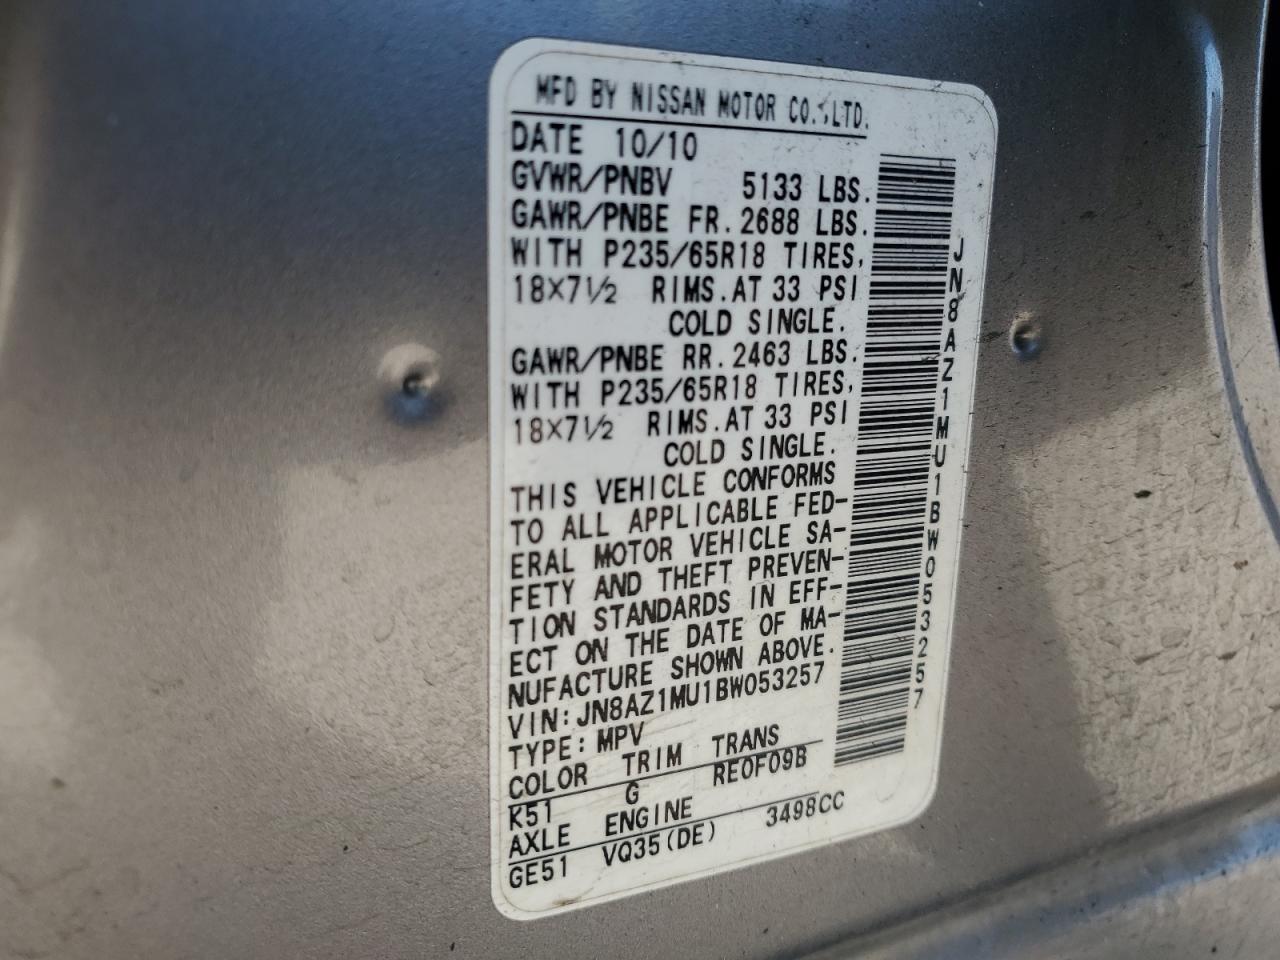 MFD BY NISSAN MOTOR CO.,LTD.
DATE 10/10
GVWR/PNBV 5133 LBS.
GAWR/PNBE FR. 2688 LBS.
WITH P235/65R18 TIRES,
18×7½ RIMS.AT 33 PSI
COLD SINGLE.
GAWR/PNBE RR. 2463 LBS.
WITH P235/65R18 TIRES,
18×7½ RIMS.AT 33 PSI
COLD SINGLE.
THIS VEHICLE CONFORMS
TO ALL APPLICABLE FED-
ERAL MOTOR VEHICLE SA-
FETY AND THEFT PREVEN-
TION STANDARDS IN EFF-
ECT ON THE DATE OF MA-
NUFACTURE SHOWN ABOVE.
VIN:JN8AZ1MU1BW053257
TYPE:MPV
COLOR TRIM TRANS
K51 G RE0F09B
AXLE ENGINE
GE51 VQ35(DE) 3498CC
JN8AZ1MU1BW053257